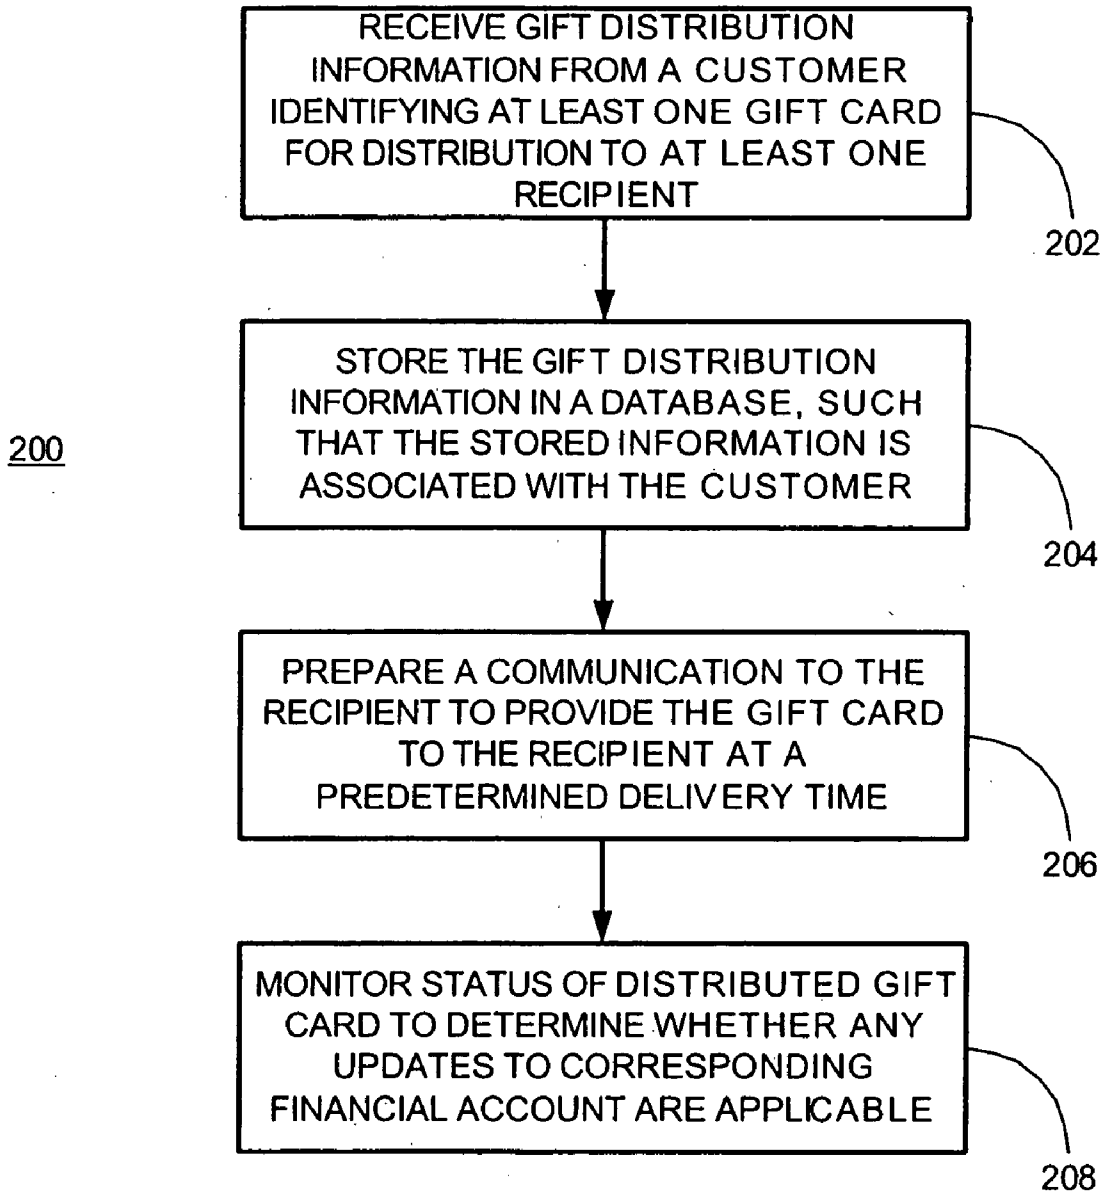 RECEIVE GIFT DISTRIBUTION
INFORMATION FROM A CUSTOMER
IDENTIFYING AT LEAST ONE GIFT CARD
FOR DISTRIBUTION TO AT LEAST ONE
RECIPIENT
202
STORE THE GIFT DISTRIBUTION
INFORMATION IN A DATABASE, SUCH
THAT THE STORED INFORMATION IS
ASSOCIATED WITH THE CUSTOMER
200
204
PREPARE A COMMUNICATION TO THE
RECIPIENT TO PROVIDE THE GIFT CARD
TO THE RECIPIENT AT A
PREDETERMINED DELIVERY TIME
206
MONITOR STATUS OF DISTRIBUTED GIFT
CARD TO DETERMINE WHETHER ANY
UPDATES TO CORRESPONDING
FINANCIAL ACCOUNT ARE APPLICABLE
208